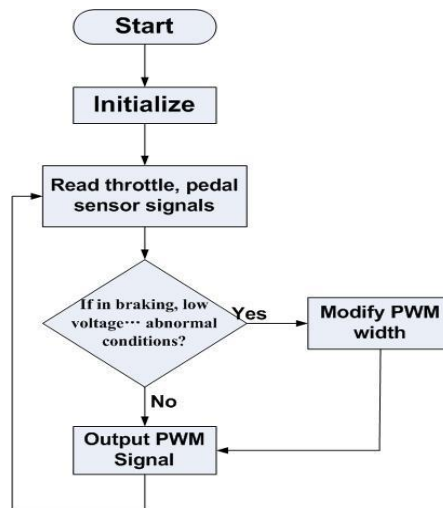 Start
Initialize
Read throttle, pedal
sensor signals
If in braking, low
voltage··· abnormal
conditions?
Yes
Modify PWM
width
No
Output PWM
Signal